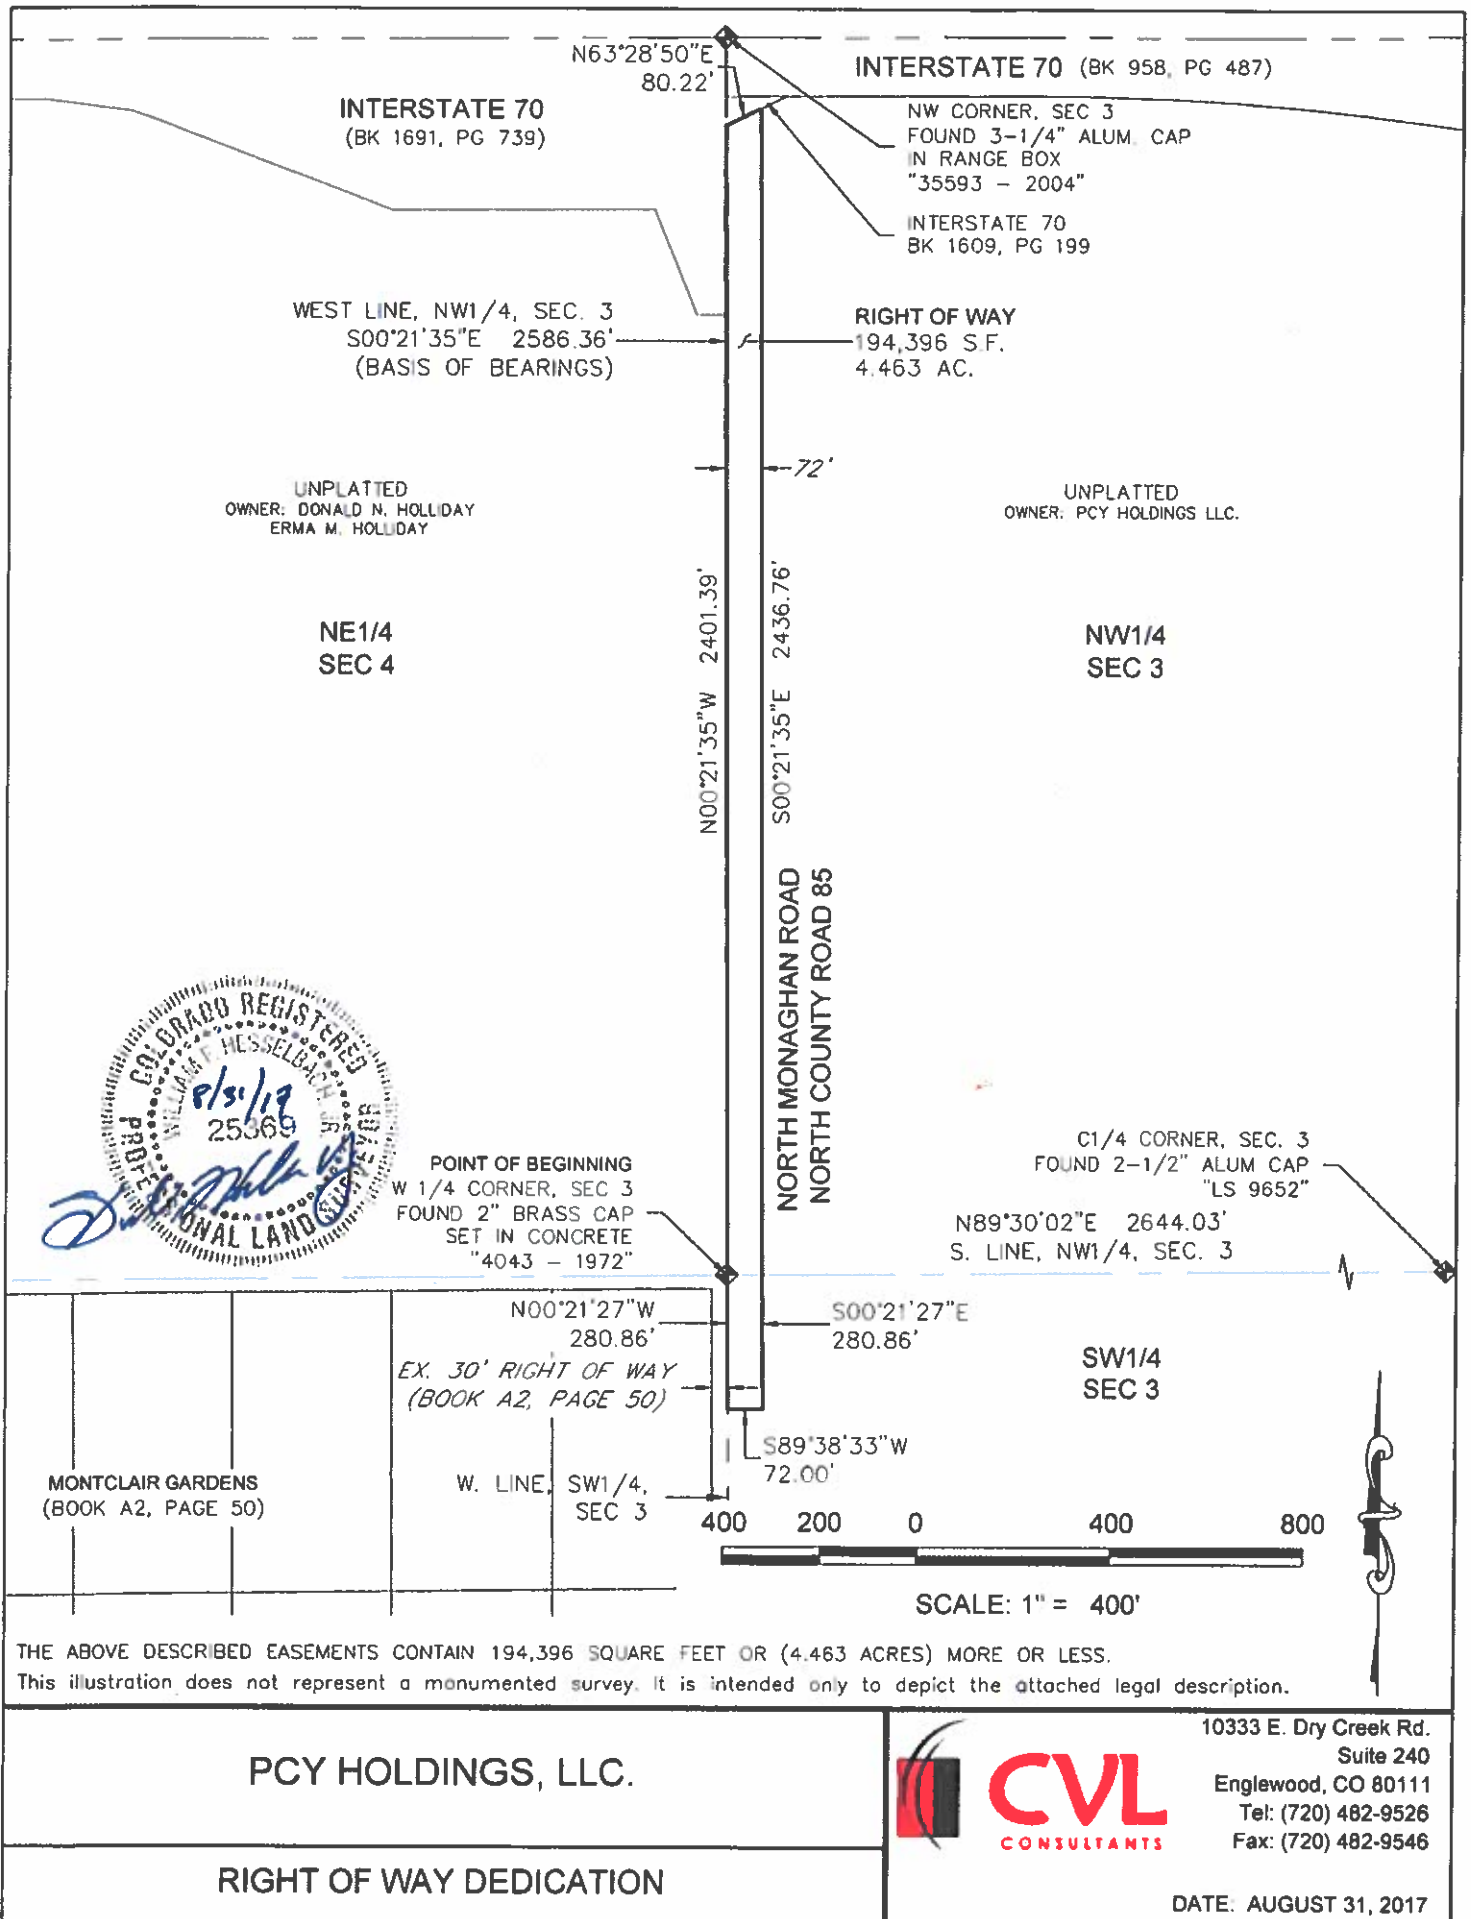 N63°28'50"E
80.22'
INTERSTATE 70 (BK 958, PG 487)
INTERSTATE 70
(BK 1691, PG 739)
NW CORNER, SEC 3
FOUND 3-1/4" ALUM. CAP
IN RANGE BOX
"35593 - 2004"
INTERSTATE 70
BK 1609, PG 199
WEST LINE, NW1/4, SEC. 3
S00°21'35"E 2586.36'
(BASIS OF BEARINGS)
RIGHT OF WAY
194,396 S.F.
4.463 AC.
72'
UNPLATTED
OWNER: DONALD N. HOLLIDAY
ERMA M. HOLLIDAY
UNPLATTED
OWNER: PCY HOLDINGS LLC.
N00°21'35"W 2401.39'
S00°21'35"E 2436.76'
NE1/4
SEC 4
NW1/4
SEC 3
NORTH MONAGHAN ROAD
NORTH COUNTY ROAD 85
COLORADO REGISTERED
WILLIAM F. HESSELBACH JR.
8/31/17
25369
PROFESSIONAL LAND SURVEYOR
POINT OF BEGINNING
W 1/4 CORNER, SEC 3
FOUND 2" BRASS CAP
SET IN CONCRETE
"4043 - 1972"
C1/4 CORNER, SEC. 3
FOUND 2-1/2" ALUM CAP
"LS 9652"
N89°30'02"E 2644.03'
S. LINE, NW1/4, SEC. 3
N00°21'27"W
280.86'
S00°21'27"E
280.86'
EX. 30' RIGHT OF WAY
(BOOK A2, PAGE 50)
SW1/4
SEC 3
S89°38'33"W
72.00'
MONTCLAIR GARDENS
(BOOK A2, PAGE 50)
W. LINE, SW1/4,
SEC 3
400 200 0 400 800
SCALE: 1" = 400'
THE ABOVE DESCRIBED EASEMENTS CONTAIN 194,396 SQUARE FEET OR (4.463 ACRES) MORE OR LESS.
This illustration does not represent a monumented survey. It is intended only to depict the attached legal description.
PCY HOLDINGS, LLC.
RIGHT OF WAY DEDICATION
CVL
CONSULTANTS
10333 E. Dry Creek Rd.
Suite 240
Englewood, CO 80111
Tel: (720) 482-9526
Fax: (720) 482-9546
DATE: AUGUST 31, 2017